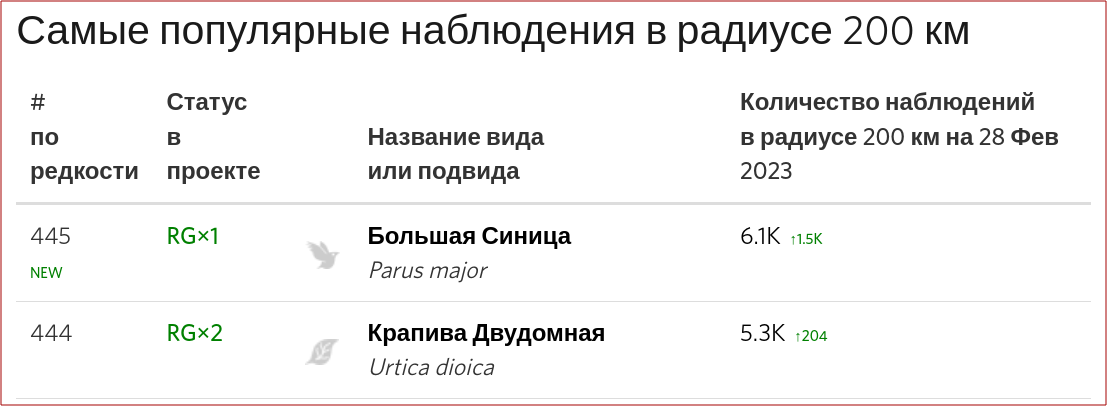 Самые популярные наблюдения в радиусе 200 км
# по редкости Статус в проекте Название вида или подвида Количество наблюдений в радиусе 200 км на 28 Фев 2023
445 RG×1 Большая Синица 6.1K ↑1.5K
NEW Parus major
444 RG×2 Крапива Двудомная 5.3K ↑204
Urtica dioica